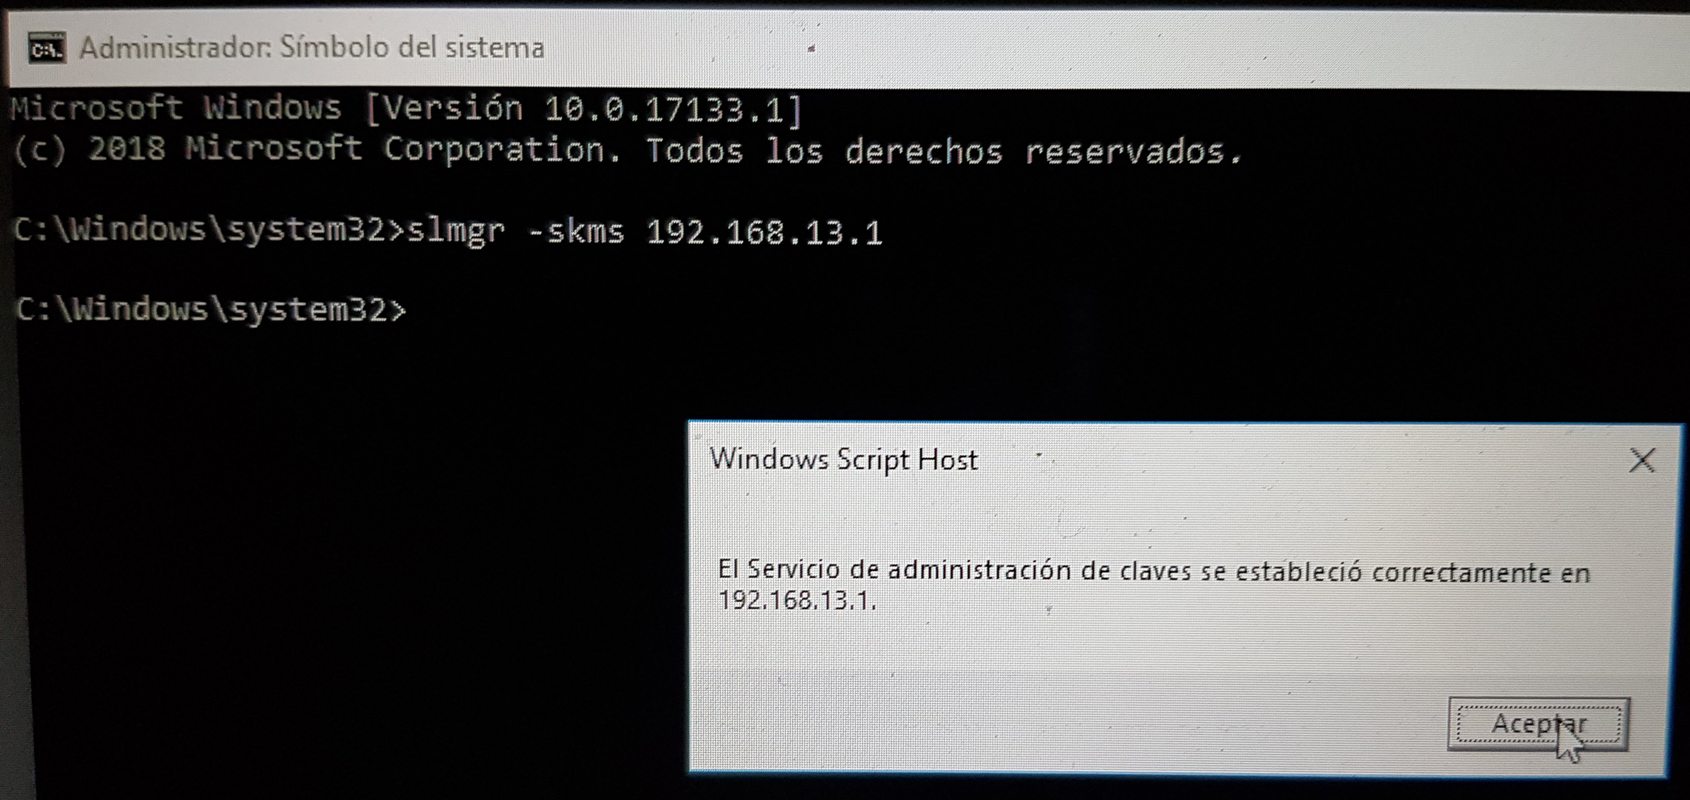 Administrador: Símbolo del sistema
Microsoft Windows [Versión 10.0.17133.1]
(c) 2018 Microsoft Corporation. Todos los derechos reservados.
C:\Windows\system32>slmgr -skms 192.168.13.1
C:\Windows\system32>
Windows Script Host
El Servicio de administración de claves se estableció correctamente en
192.168.13.1.
Aceptar